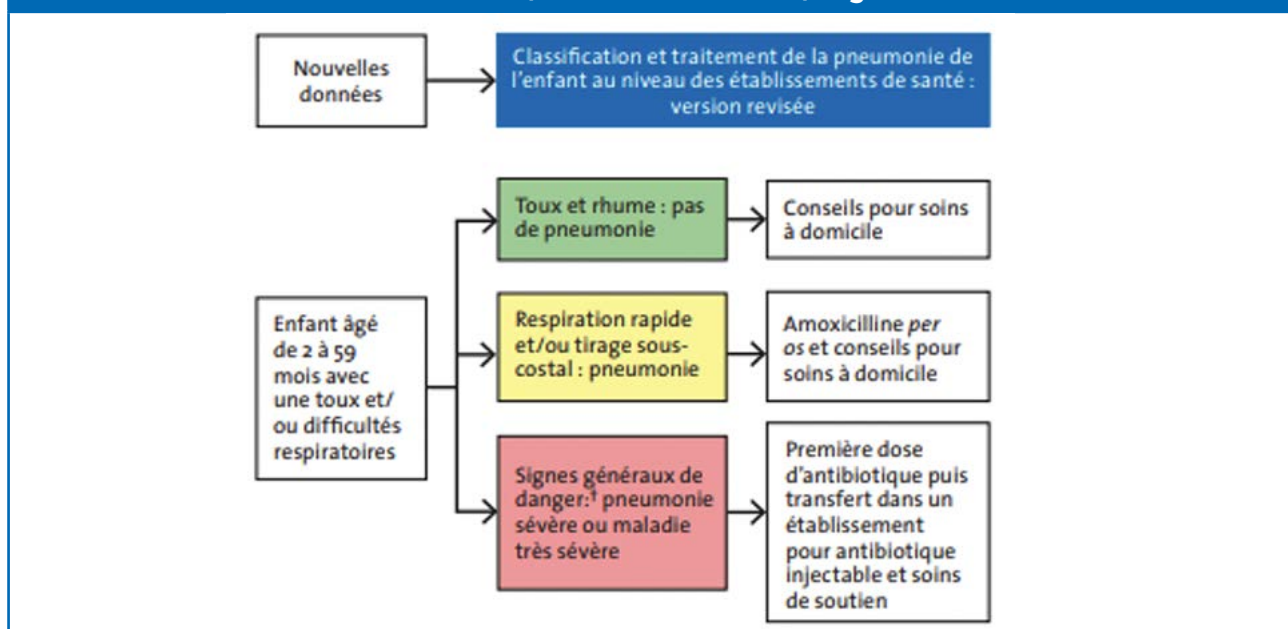 Nouvelles
données
Classification et traitement de la pneumonie de
l'enfant au niveau des établissements de santé :
version revisée
Toux et rhume : pas
de pneumonie
Conseils pour soins
à domicile
Enfant âgé
de 2 à 59
mois avec
une toux et/
ou difficultés
respiratoires
Respiration rapide
et/ou tirage sous-
costal : pneumonie
Amoxicilline per
os et conseils pour
soins à domicile
Signes généraux de
danger:† pneumonie
sévère ou maladie
très sévère
Première dose
d'antibiotique puis
transfert dans un
établissement
pour antibiotique
injectable et soins
de soutien